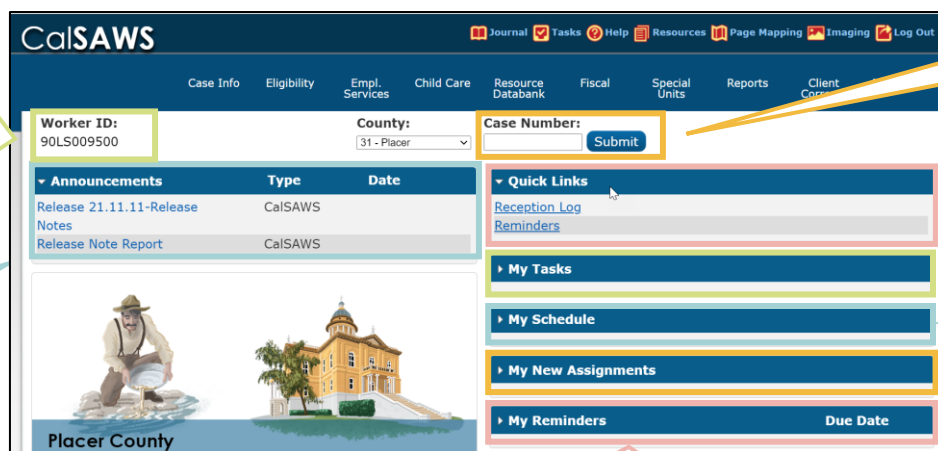 CalSAWS
Journal Tasks Help Resources Page Mapping Imaging Log Out
Case Info Eligibility Empl. Services Child Care Resource Databank Fiscal Special Units Reports Client
Worker ID: County: Case Number:
90LS009500 31 - Placer Submit
Announcements Type Date
Release 21.11.11-Release CalSAWS
Notes
Release Note Report CalSAWS
Quick Links
Reception Log
Reminders
My Tasks
My Schedule
My New Assignments
My Reminders Due Date
Placer County